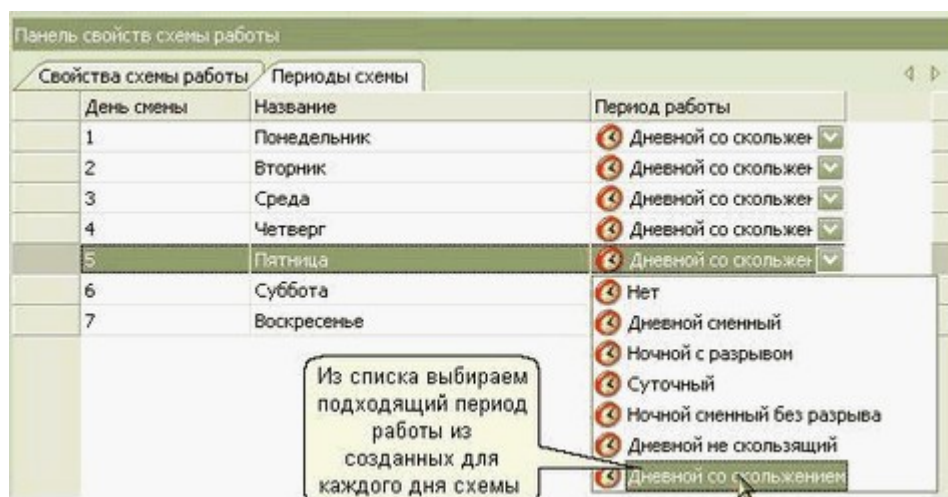 Панель свойств схемы работы
Свойства схемы работы Периоды схемы
День смены Название Период работы
1 Понедельник Дневной со скольжен
2 Вторник Дневной со скольжен
3 Среда Дневной со скольжен
4 Четверг Дневной со скольжен
5 Пятница Дневной со скольжен
6 Суббота
7 Воскресенье
Нет
Дневной сменный
Ночной с разрывом
Суточный
Ночной сменный без разрыва
Дневной не скользящий
Дневной со скольжением
Из списка выбираем
подходящий период
работы из
созданных для
каждого дня схемы